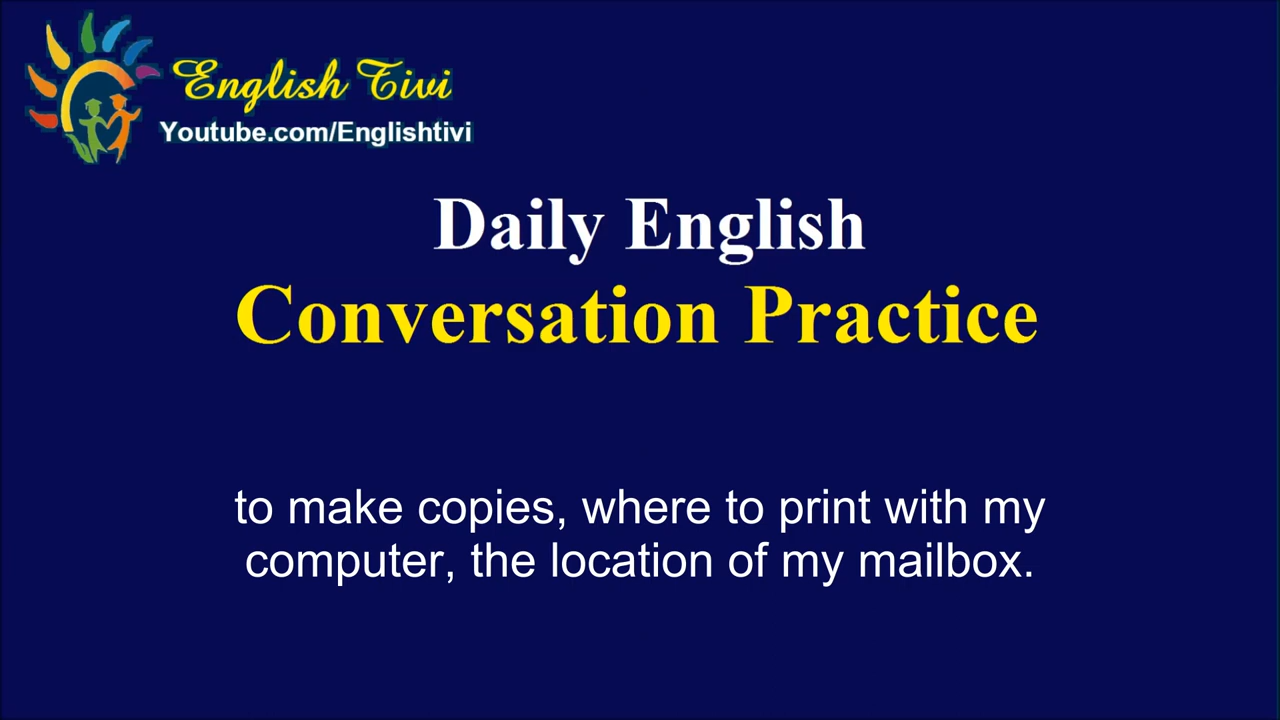 English Tivi
Youtube.com/Englishtivi
Daily English
Conversation Practice
to make copies, where to print with my
computer, the location of my mailbox.